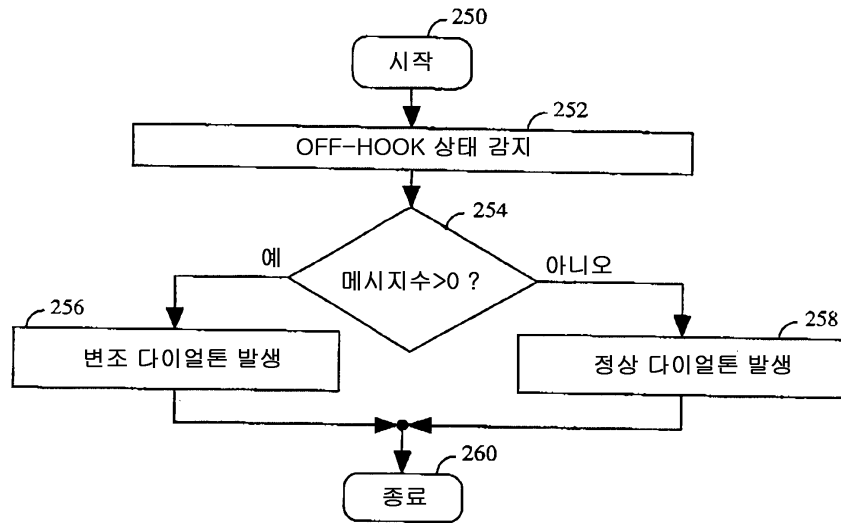 250
시작
252
OFF-HOOK 상태 감지
254
메시지수>0 ?
예
아니오
256
변조 다이얼톤 발생
258
정상 다이얼톤 발생
260
종료